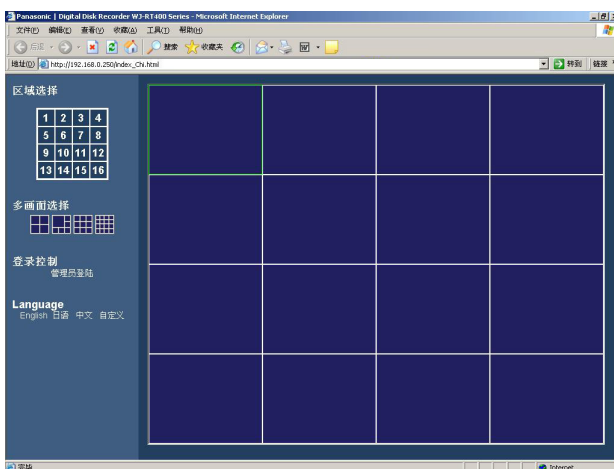 Panasonic | Digital Disk Recorder WJ-RT400 Series - Microsoft Internet Explorer
文件(F) 编辑(E) 查看(V) 收藏(A) 工具(T) 帮助(H)
后退 搜索 收藏夹
地址(D) http://192.168.0.250/index_Chi.html 转到 链接
区域选择
1 2 3 4
5 6 7 8
9 10 11 12
13 14 15 16
多画面选择
登录控制
管理员登陆
Language
English 日语 中文 自定义
完毕 Internet